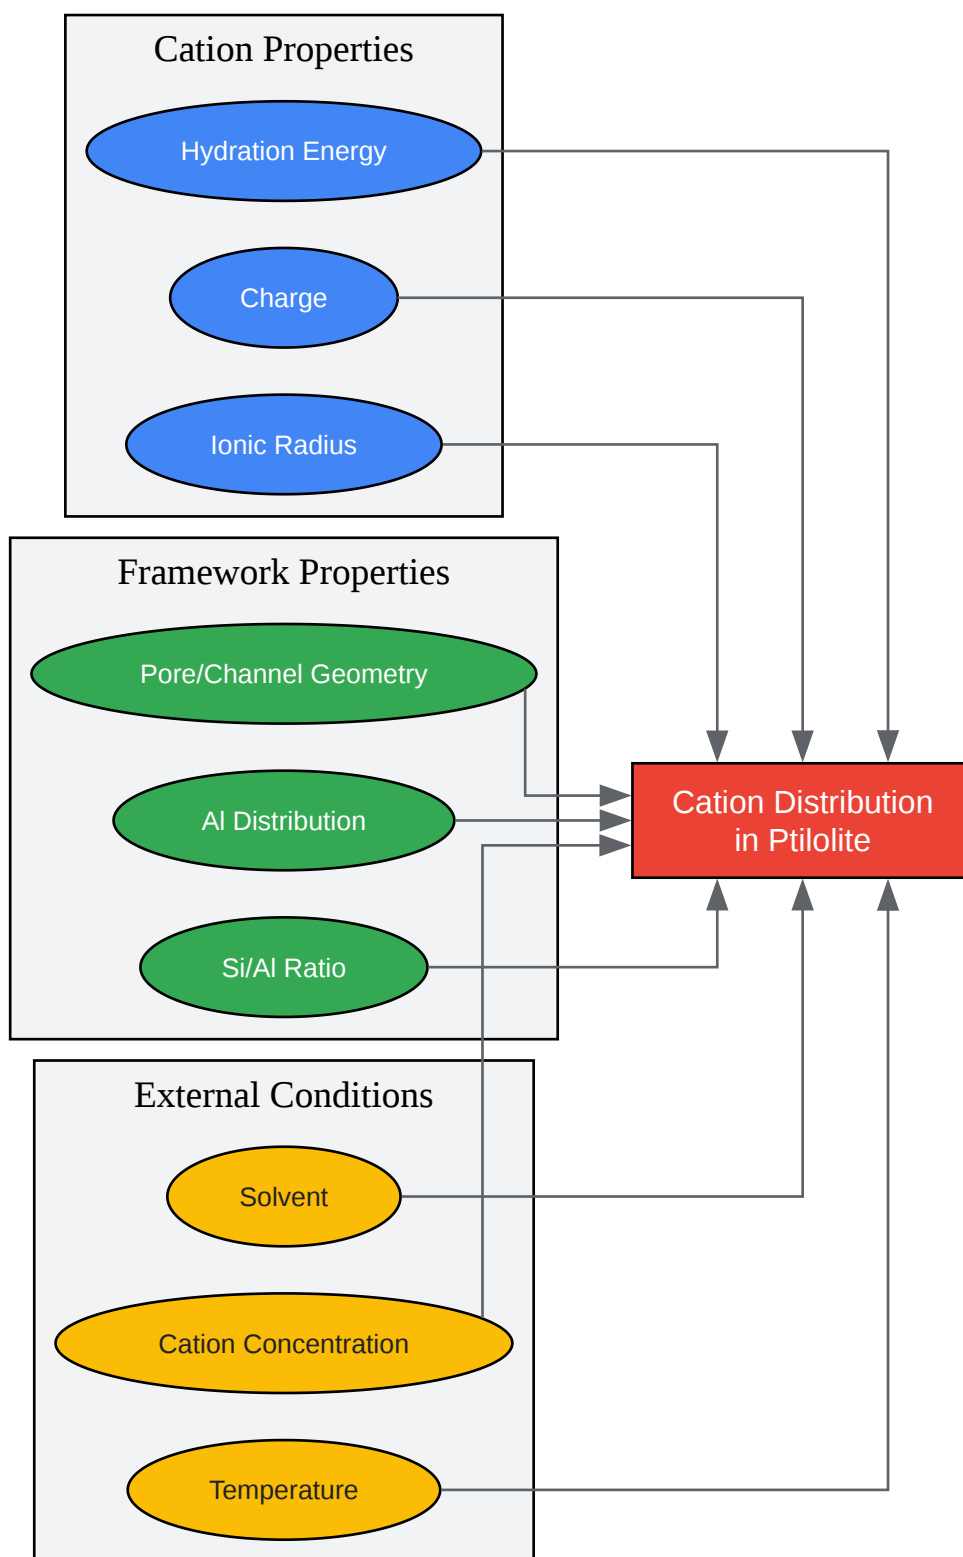 Cation Properties
Hydration Energy
Charge
Ionic Radius
Framework Properties
Pore/Channel Geometry
Al Distribution
Si/Al Ratio
Cation Distribution
in Ptilolite
External Conditions
Solvent
Cation Concentration
Temperature